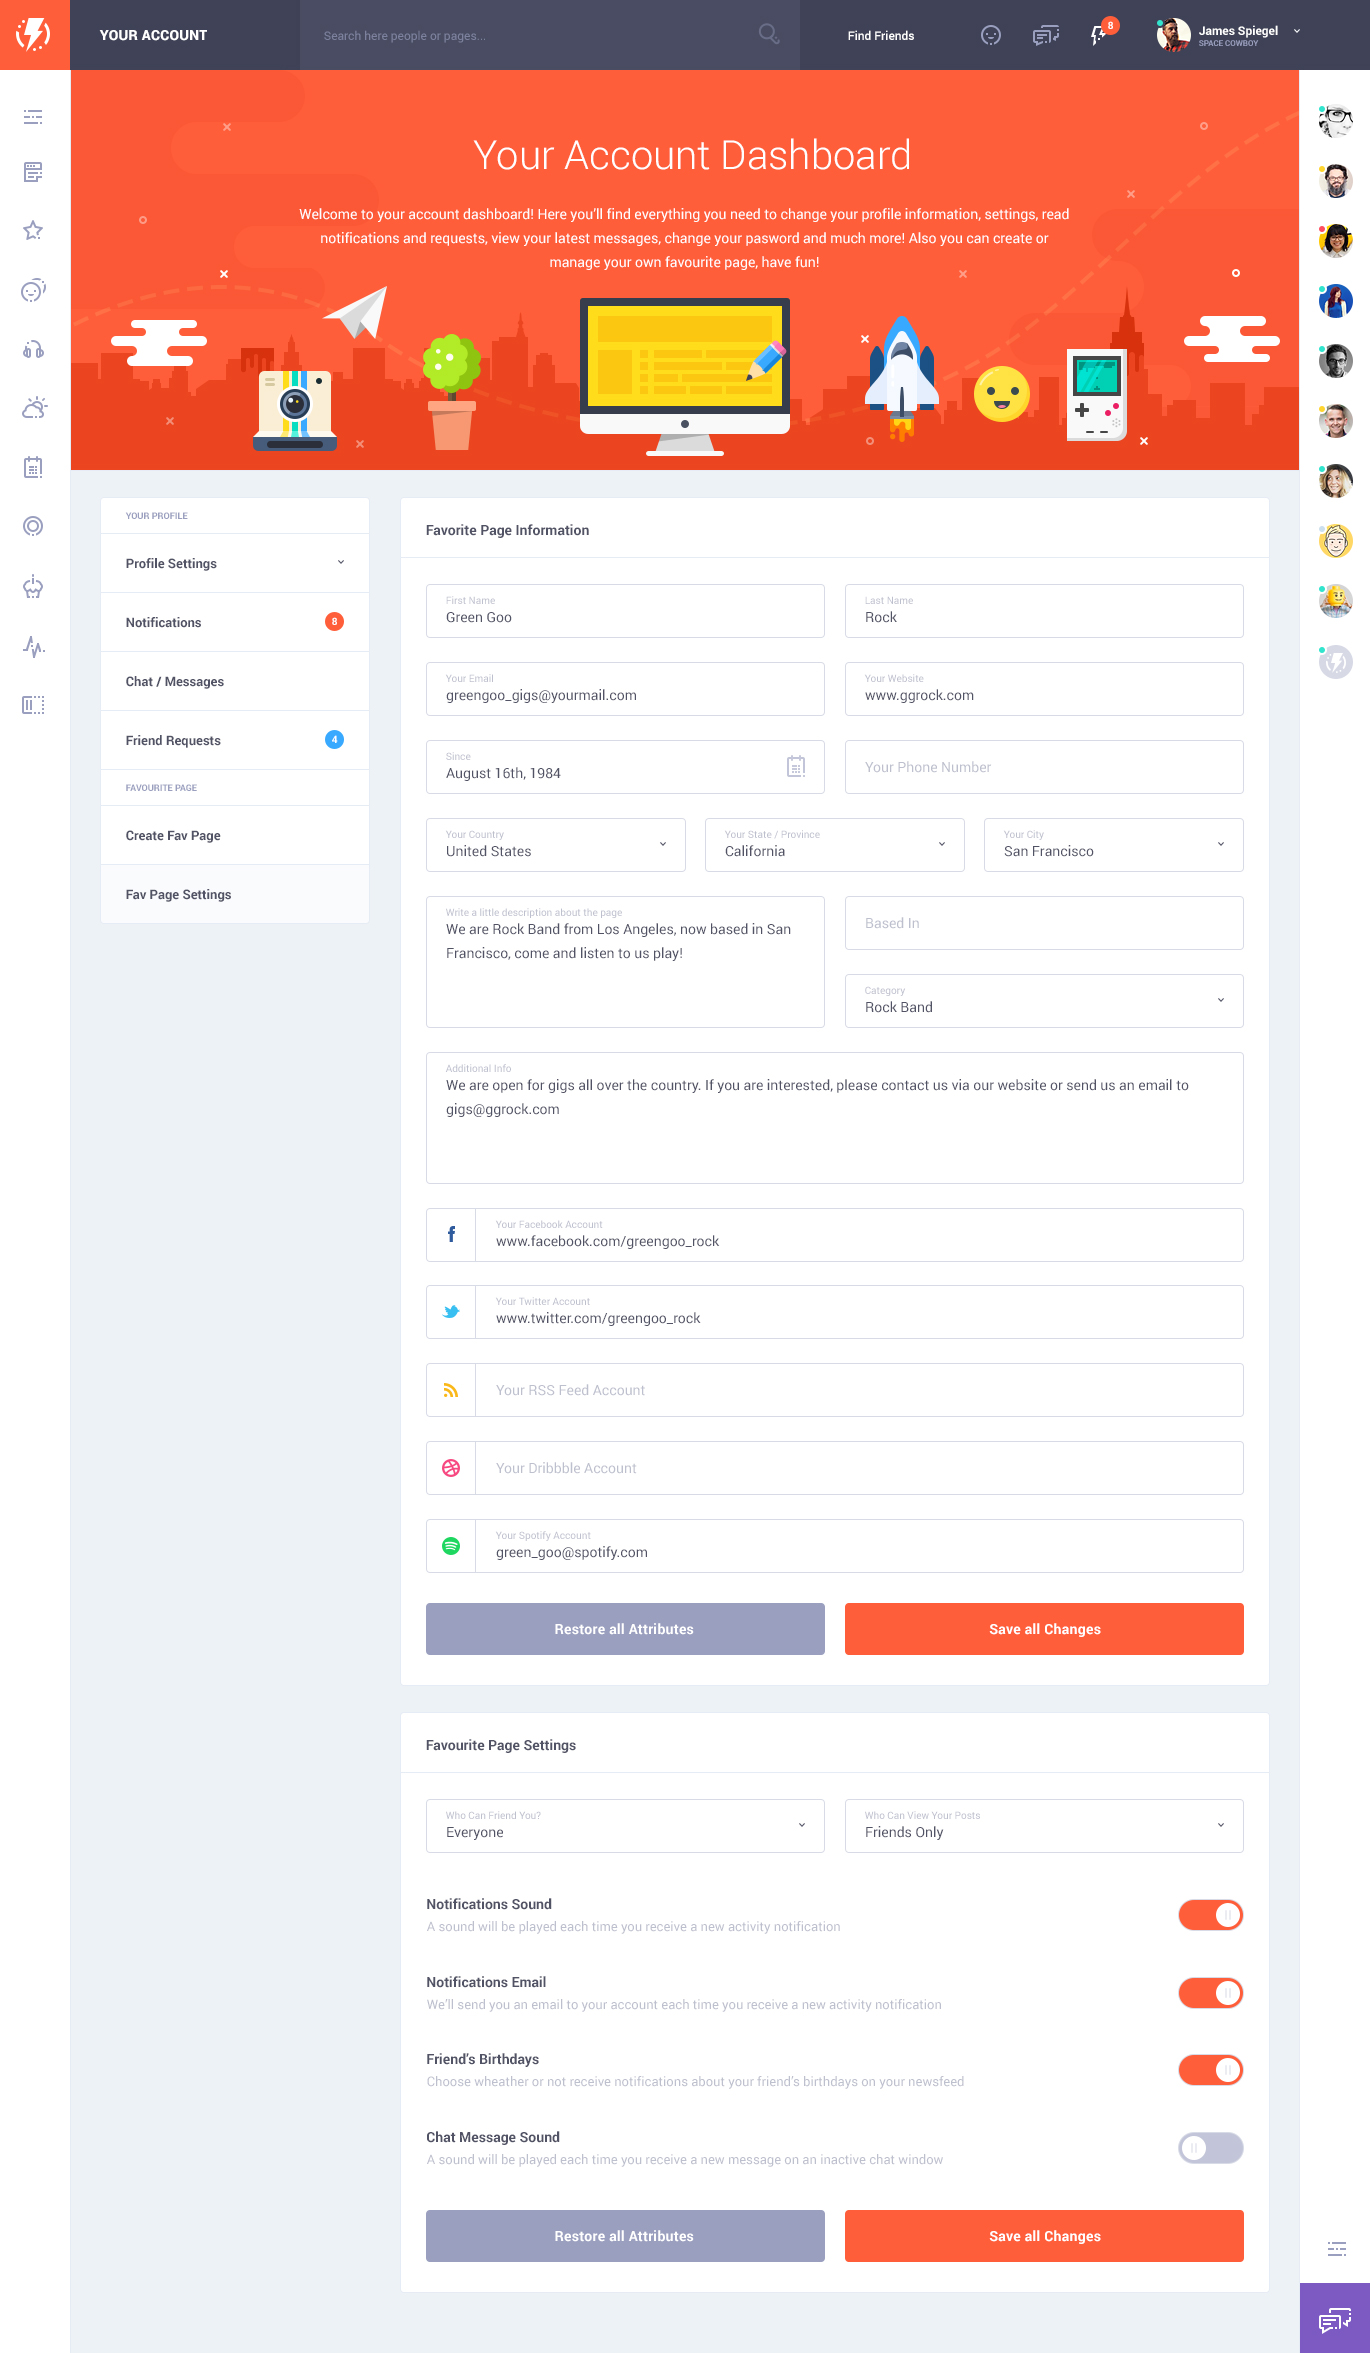 YOUR ACCOUNT
Search here people or pages...
Find Friends
8
James Spiegel
SPACE COWBOY
Your Account Dashboard
Welcome to your account dashboard! Here you'll find everything you need to change your profile information, settings, read
notifications and requests, view your latest messages, change your pasword and much more! Also you can create or
manage your own favourite page, have fun!
YOUR PROFILE
Profile Settings
Notifications
8
Chat / Messages
Friend Requests
4
FAVOURITE PAGE
Create Fav Page
Fav Page Settings
Favorite Page Information
First Name
Green Goo
Last Name
Rock
Your Email
greengoo_gigs@yourmail.com
Your Website
www.ggrock.com
Since
August 16th, 1984
Your Phone Number
Your Country
United States
Your State / Province
California
Your City
San Francisco
Write a little description about the page
We are Rock Band from Los Angeles, now based in San
Francisco, come and listen to us play!
Based In
Category
Rock Band
Additional Info
We are open for gigs all over the country. If you are interested, please contact us via our website or send us an email to
gigs@ggrock.com
Your Facebook Account
www.facebook.com/greengoo_rock
Your Twitter Account
www.twitter.com/greengoo_rock
Your RSS Feed Account
Your Dribbble Account
Your Spotify Account
green_goo@spotify.com
Restore all Attributes
Save all Changes
Favourite Page Settings
Who Can Friend You?
Everyone
Who Can View Your Posts
Friends Only
Notifications Sound
A sound will be played each time you receive a new activity notification
Notifications Email
We'll send you an email to your account each time you receive a new activity notification
Friend's Birthdays
Choose wheather or not receive notifications about your friend's birthdays on your newsfeed
Chat Message Sound
A sound will be played each time you receive a new message on an inactive chat window
Restore all Attributes
Save all Changes